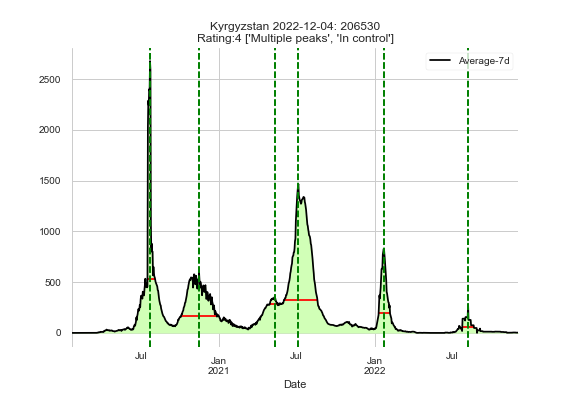 Kyrgyzstan 2022-12-04: 206530
Rating:4 ['Multiple peaks', 'In control']
Average-7d
2500
2000
1500
1000
500
0
Jul
Jan
2021
Jul
Jan
2022
Jul
Date